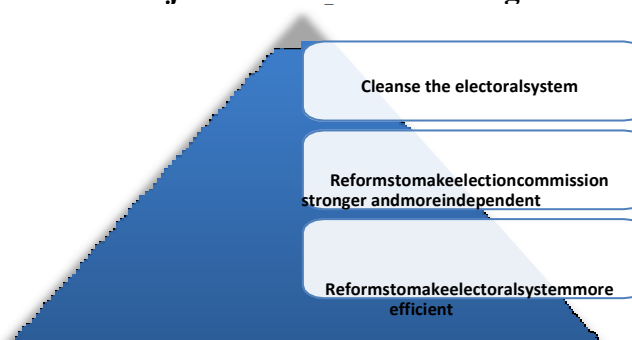 Cleanse the electoralsystem
Reformstomakeelectioncommission
stronger andmoreindependent
Reformstomakeelectoralsystemmore
efficient